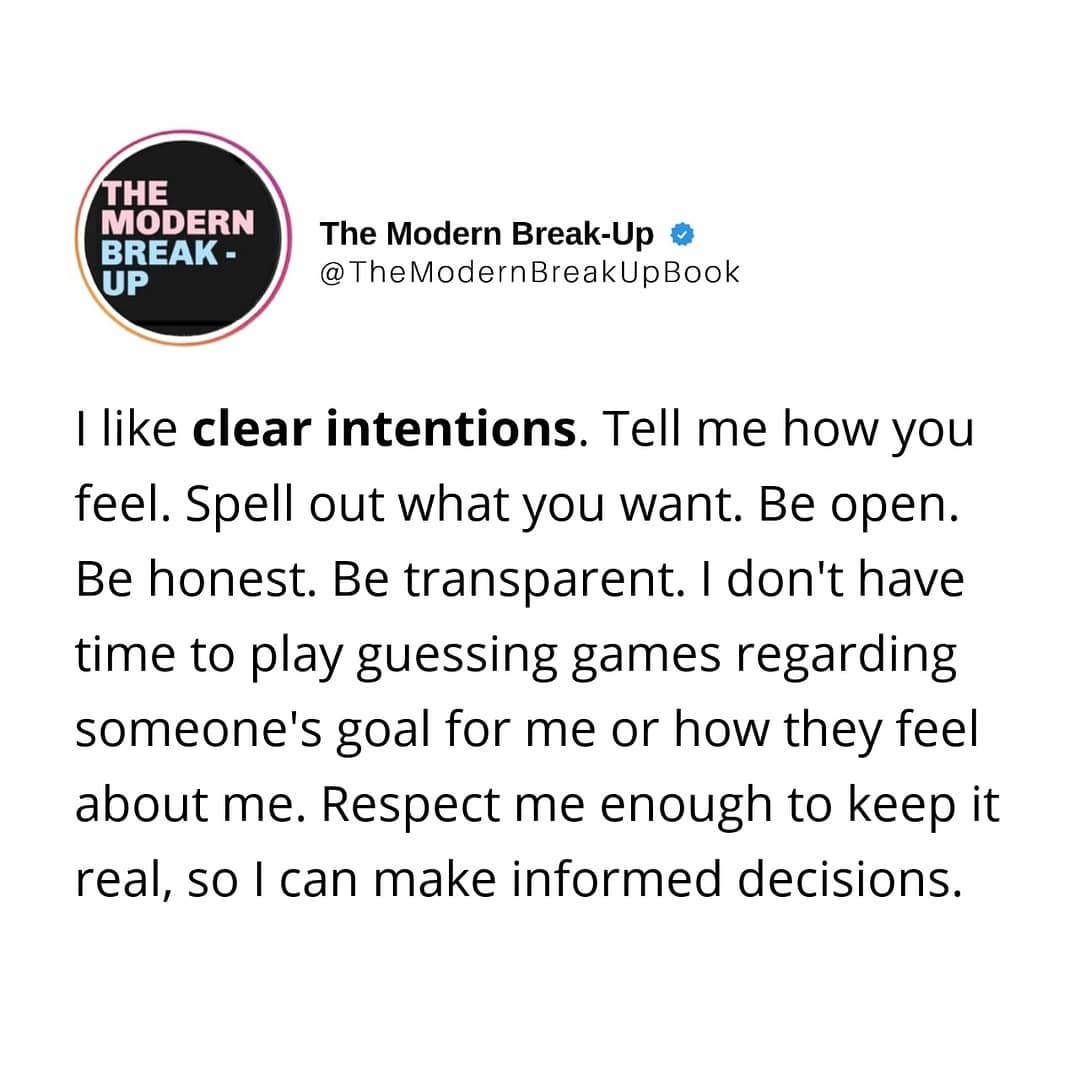 THE
MODERN
BREAK -
UP
The Modern Break-Up
@TheModernBreakUpBook
I like clear intentions. Tell me how you
feel. Spell out what you want. Be open.
Be honest. Be transparent. I don't have
time to play guessing games regarding
someone's goal for me or how they feel
about me. Respect me enough to keep it
real, so I can make informed decisions.